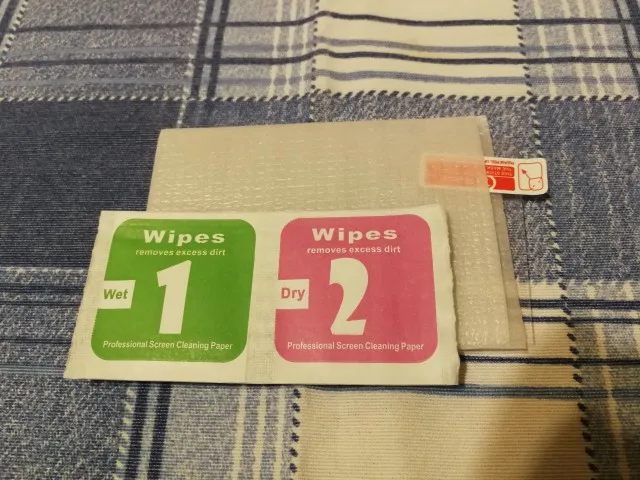 Wipes
removes excess dirt
Wet
1
Professional Screen Cleaning Paper
Wipes
removes excess dirt
Dry
2
Professional Screen Cleaning Paper